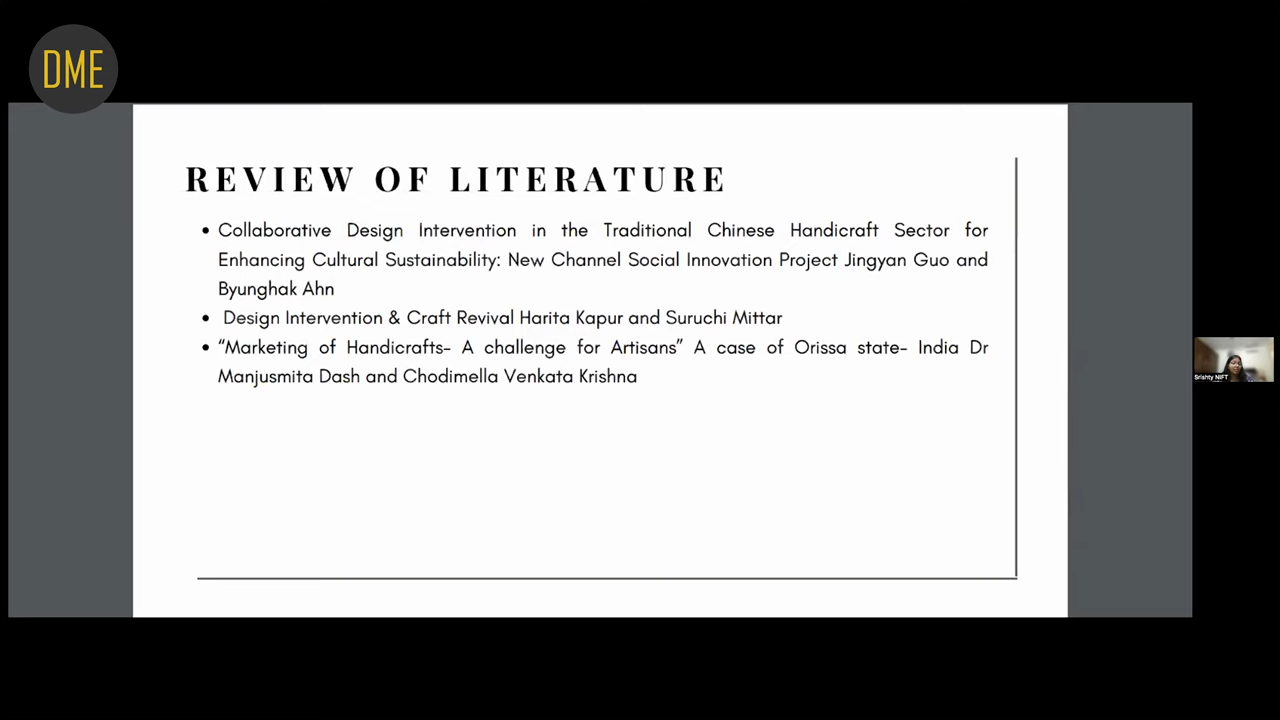 DME
REVIEW OF LITERATURE
• Collaborative Design Intervention in the Traditional Chinese Handicraft Sector for
Enhancing Cultural Sustainability: New Channel Social Innovation Project Jingyan Guo and
Byunghak Ahn
• Design Intervention & Craft Revival Harita Kapur and Suruchi Mittar
• “Marketing of Handicrafts- A challenge for Artisans” A case of Orissa state- India Dr
Manjusmita Dash and Chodimella Venkata Krishna
Srishty NIFT